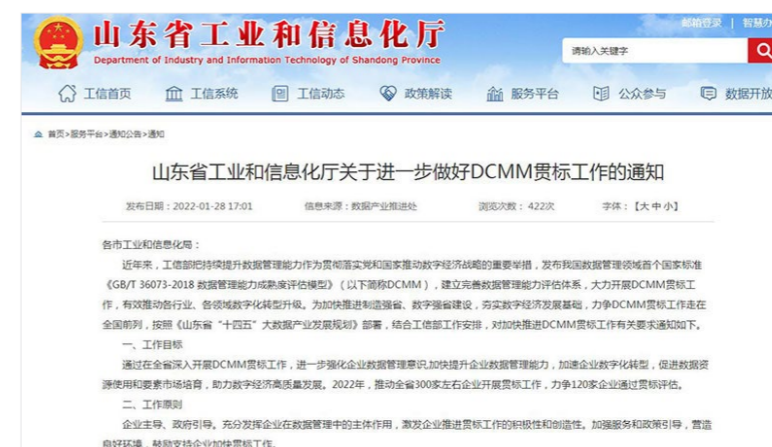 邮箱登录 | 智慧办
山东省工业和信息化厅
Department of Industry and Information Technology of Shandong Province
请输入关键字
工信首页 工信系统 工信动态 政策解读 服务平台 公众参与 数据开放
首页>服务平台>通知公告>通知
山东省工业和信息化厅关于进一步做好DCMM贯标工作的通知
发布日期：2022-01-28 17:01 信息来源：数据产业推进处 浏览次数：422次 字体：【大 中 小】
各市工业和信息化局：
近年来，工信部把持续提升数据管理能力作为贯彻落实党和国家推动数字经济战略的重要举措，发布我国数据管理领域首个国家标准
《GB/T 36073-2018 数据管理能力成熟度评估模型》（以下简称DCMM），建立完善数据管理能力评估体系，大力开展DCMM贯标工
作，有效推动各行业、各领域数字化转型升级。为加快推进制造强省、数字强省建设，夯实数字经济发展基础，力争DCMM贯标工作走在
全国前列，按照《山东省“十四五”大数据产业发展规划》部署，结合工信部工作安排，对加快推进DCMM贯标工作有关要求通知如下。
一、工作目标
通过在全省深入开展DCMM贯标工作，进一步强化企业数据管理意识,加快提升企业数据管理能力，加速企业数字化转型，促进数据资
源使用和要素市场培育，助力数字经济高质量发展。2022年，推动全省300家左右企业开展贯标工作，力争120家企业通过贯标评估。
二、工作原则
企业主导、政府引导。充分发挥企业在数据管理中的主体作用，激发企业推进贯标工作的积极性和创造性。加强服务和政策引导，营造
良好环境，鼓励支持企业加快贯标工作。